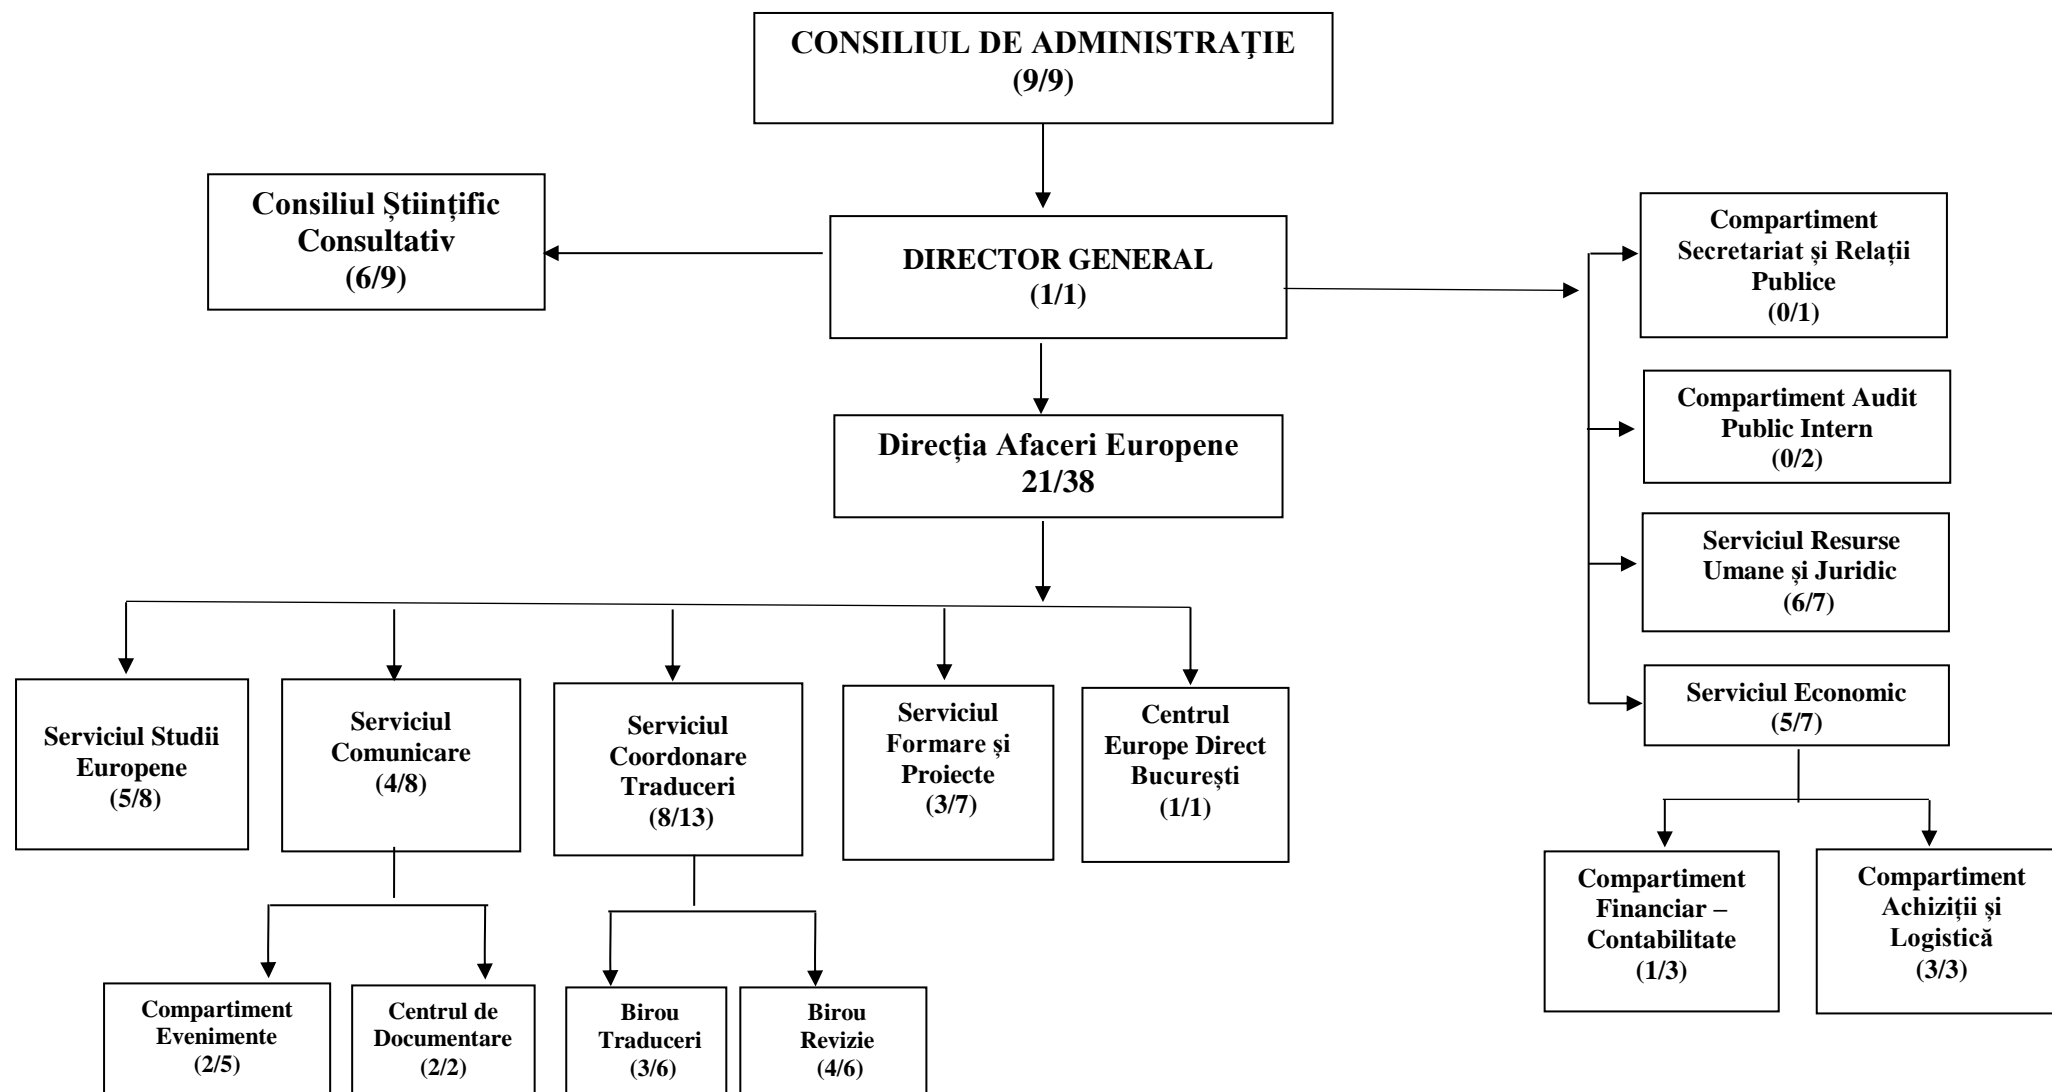 CONSILIUL DE ADMINISTRAŢIE
(9/9)
Consiliul Științific
Consultativ
(6/9)
DIRECTOR GENERAL
(1/1)
Compartiment
Secretariat și Relații
Publice
(0/1)
Compartiment Audit
Public Intern
(0/2)
Direcția Afaceri Europene
21/38
Serviciul Resurse
Umane și Juridic
(6/7)
Serviciul Economic
(5/7)
Serviciul Studii
Europene
(5/8)
Serviciul
Comunicare
(4/8)
Serviciul
Coordonare
Traduceri
(8/13)
Serviciul
Formare și
Proiecte
(3/7)
Centrul
Europe Direct
București
(1/1)
Compartiment
Financiar –
Contabilitate
(1/3)
Compartiment
Achiziții și
Logistică
(3/3)
Compartiment
Evenimente
(2/5)
Centrul de
Documentare
(2/2)
Birou
Traduceri
(3/6)
Birou
Revizie
(4/6)